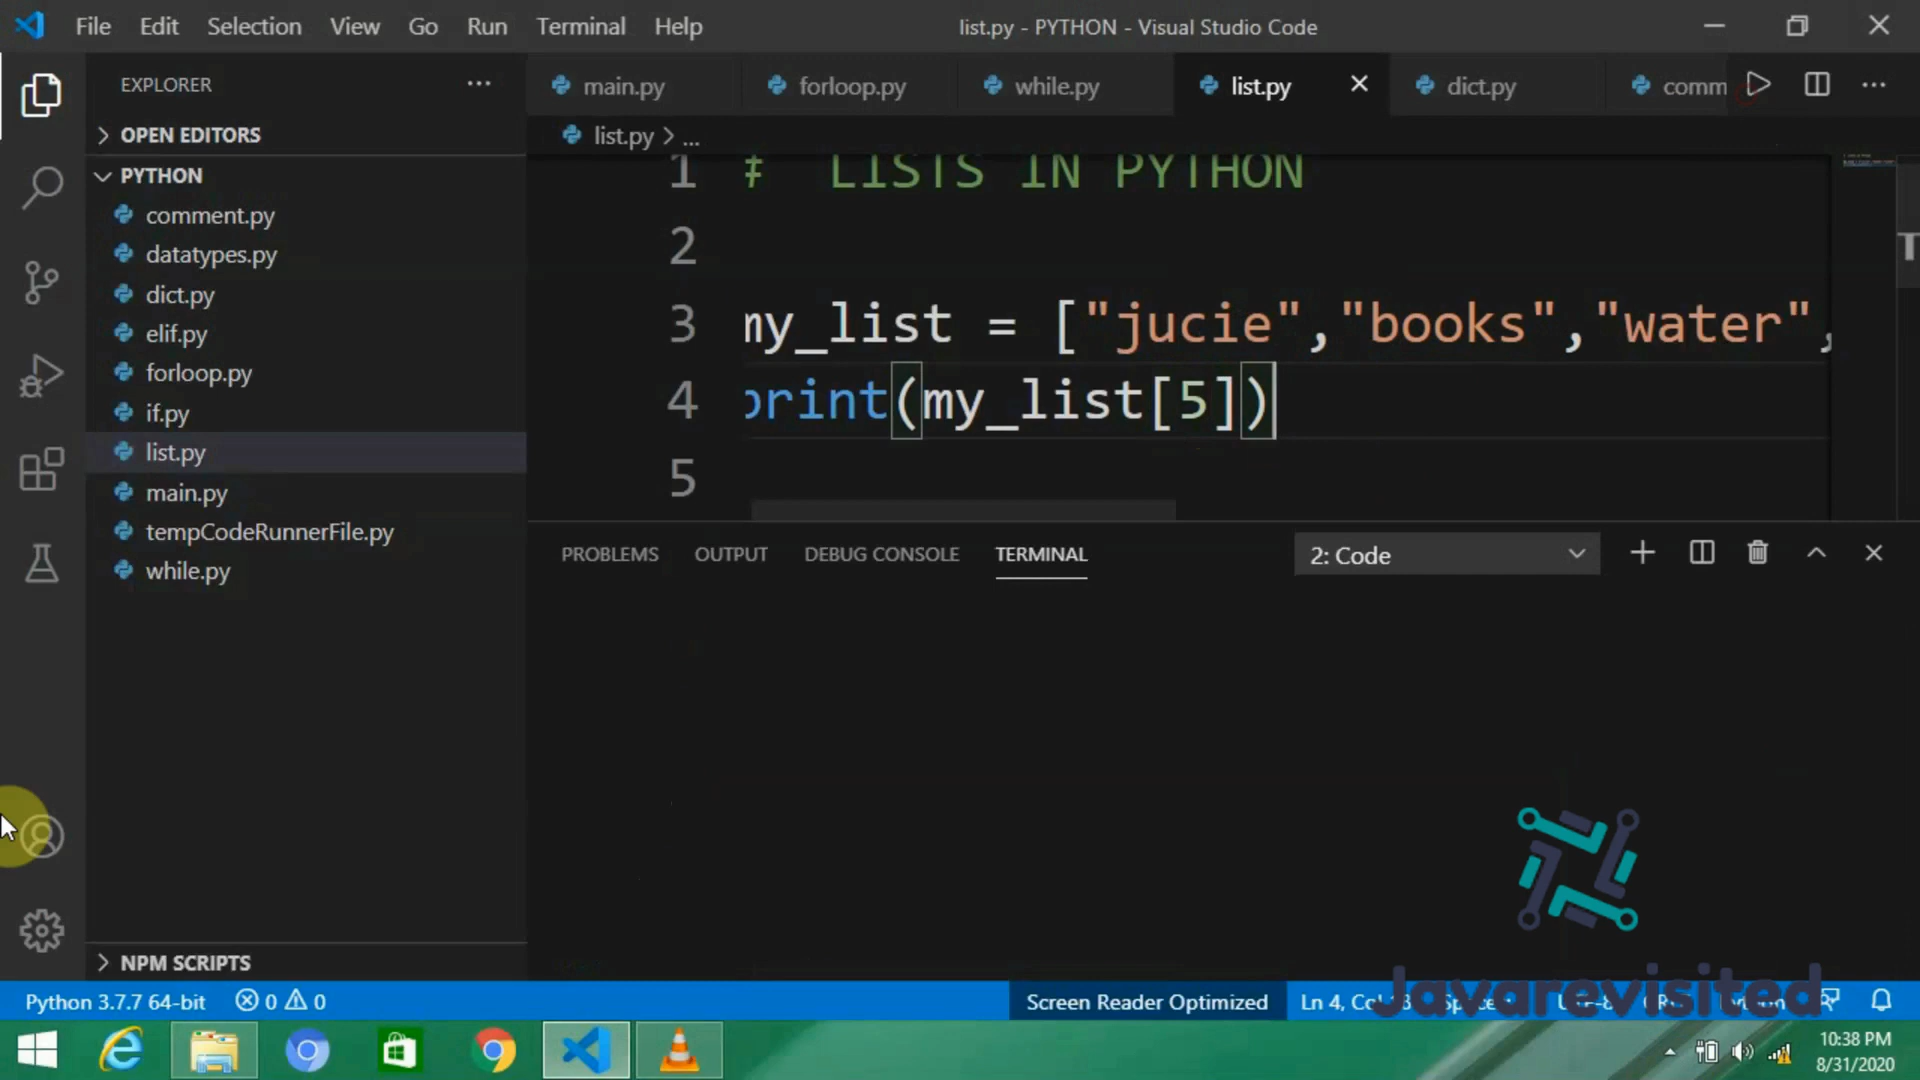 File Edit Selection View Go Run Terminal Help
list.py - PYTHON - Visual Studio Code
EXPLORER
main.py forloop.py while.py list.py dict.py comm
OPEN EDITORS
list.py > ...
PYTHON
comment.py
datatypes.py
dict.py
elif.py
forloop.py
if.py
list.py
main.py
tempCodeRunnerFile.py
while.py
1 # LISTS IN PYTHON
2
3 my_list = ["jucie","books","water",
4 print(my_list[5])
5
PROBLEMS OUTPUT DEBUG CONSOLE TERMINAL
2: Code
NPM SCRIPTS
Javarevisited
Python 3.7.7 64-bit 0 0
Screen Reader Optimized Ln 4,
10:38 PM
8/31/2020